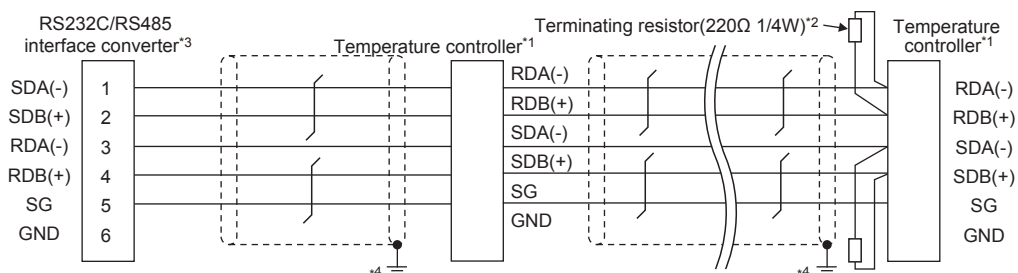 RS232C/RS485
interface converter*3
Temperature controller*1
Terminating resistor(220Ω 1/4W)*2
Temperature
controller*1
SDA(-)
SDB(+)
RDA(-)
RDB(+)
SG
GND
1
2
3
4
5
6
RDA(-)
RDB(+)
SDA(-)
SDB(+)
SG
GND
RDA(-)
RDB(+)
SDA(-)
SDB(+)
SG
GND
*4
*4